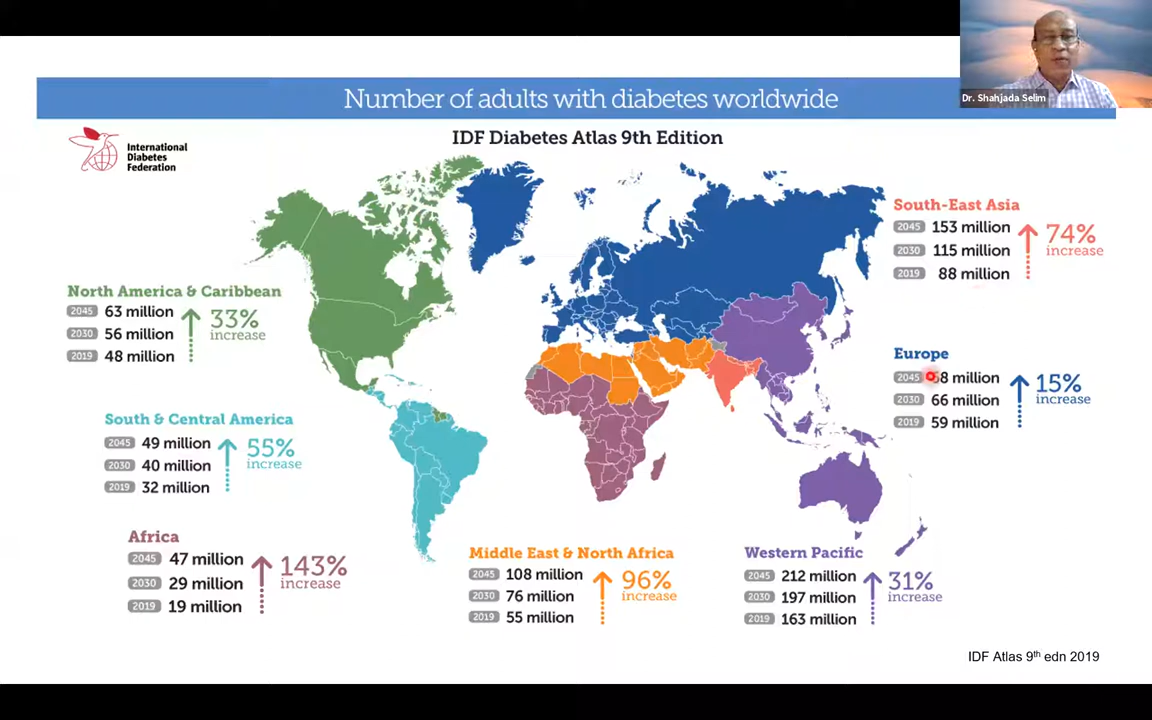 Dr. Shahjada Selim
Number of adults with diabetes worldwide
IDF Diabetes Atlas 9th Edition
International
Diabetes
Federation
South-East Asia
2045 153 million
2030 115 million
2019 88 million
74%
increase
North America & Caribbean
2045 63 million
2030 56 million
2019 48 million
33%
increase
Europe
2045 8 million
2030 66 million
2019 59 million
15%
increase
South & Central America
2045 49 million
2030 40 million
2019 32 million
55%
increase
Africa
2045 47 million
2030 29 million
2019 19 million
143%
increase
Middle East & North Africa
2045 108 million
2030 76 million
2019 55 million
96%
increase
Western Pacific
2045 212 million
2030 197 million
2019 163 million
31%
increase
IDF Atlas 9th edn 2019